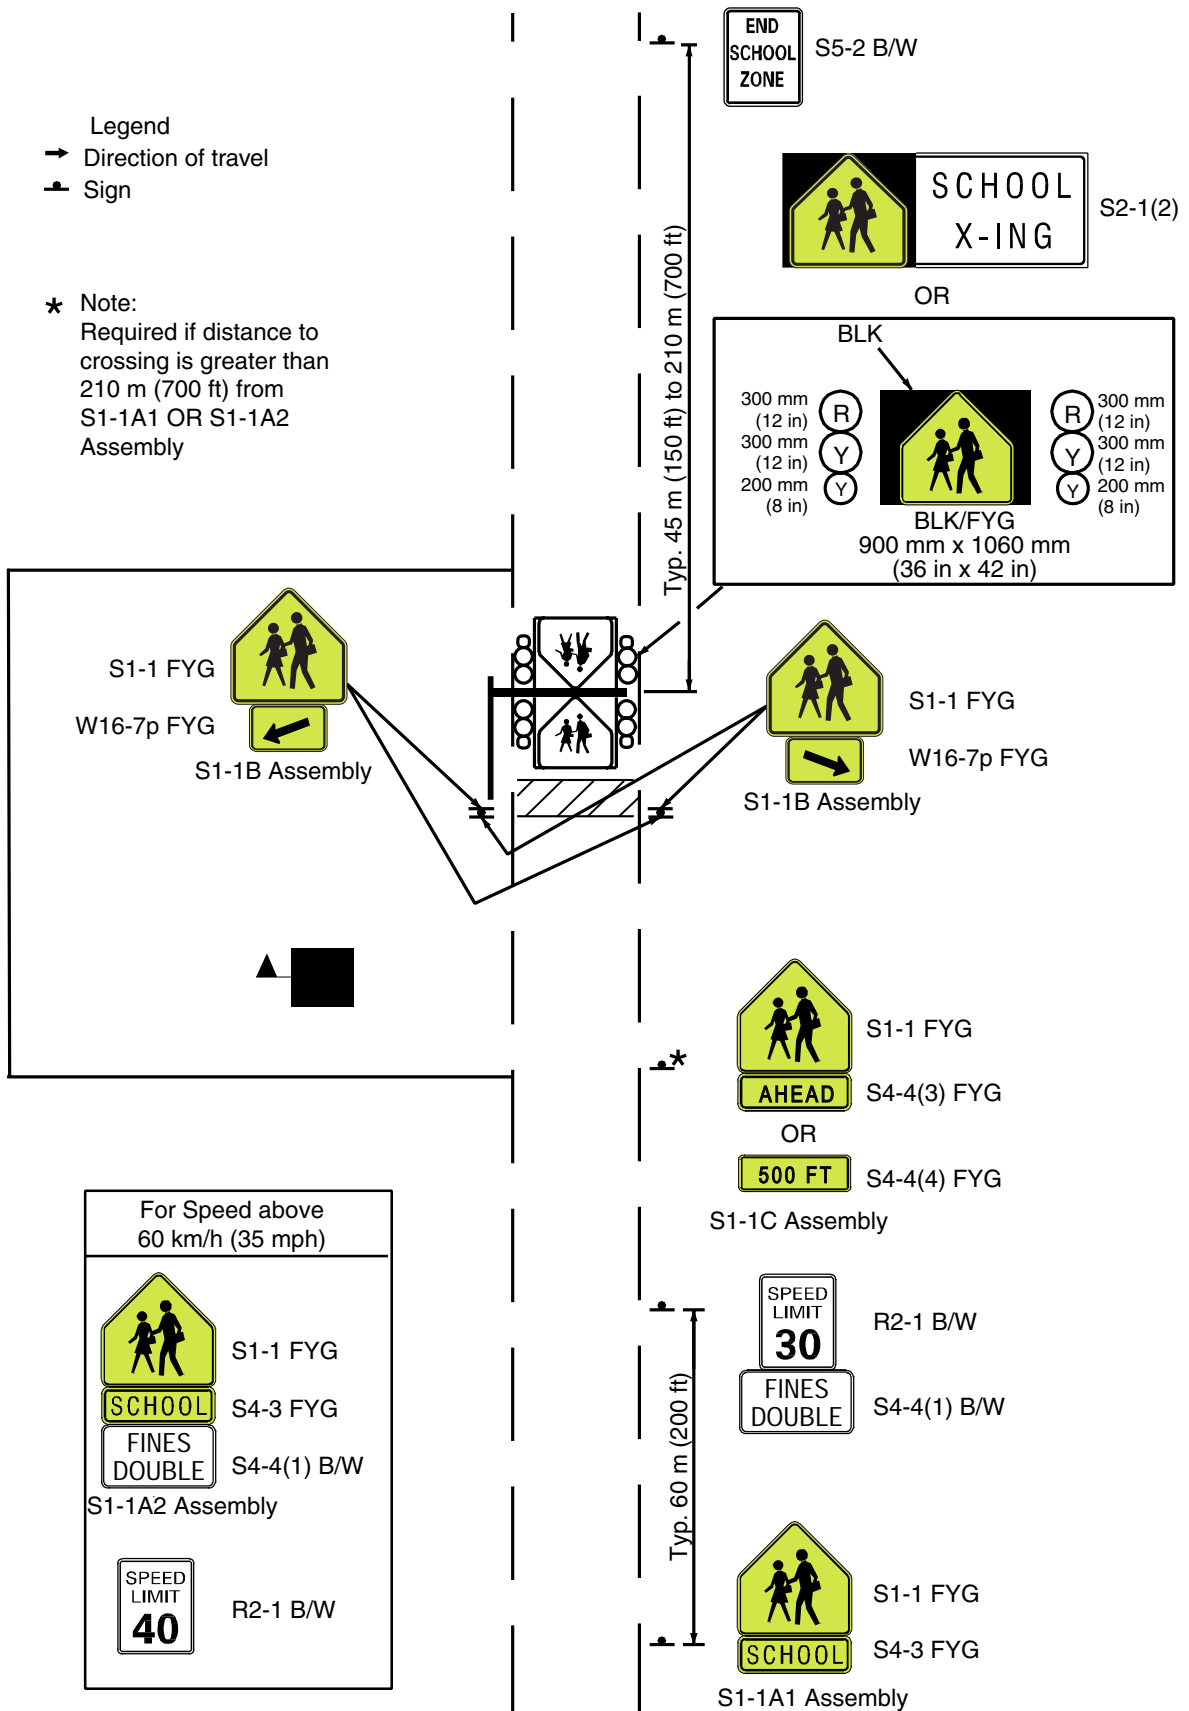 END
SCHOOL
ZONE
S5-2 B/W
Legend
Direction of travel
Sign
SCHOOL
X-ING
S2-1(2)
OR
* Note:
Required if distance to
crossing is greater than
210 m (700 ft) from
S1-1A1 OR S1-1A2
Assembly
Typ. 45 m (150 ft) to 210 m (700 ft)
BLK
300 mm
(12 in)
300 mm
(12 in)
200 mm
(8 in)
R
Y
Y
R
Y
Y
300 mm
(12 in)
300 mm
(12 in)
200 mm
(8 in)
BLK/FYG
900 mm x 1060 mm
(36 in x 42 in)
S1-1 FYG
W16-7p FYG
S1-1B Assembly
S1-1 FYG
W16-7p FYG
S1-1B Assembly
*
S1-1 FYG
AHEAD
S4-4(3) FYG
OR
500 FT
S4-4(4) FYG
S1-1C Assembly
For Speed above
60 km/h (35 mph)
S1-1 FYG
SCHOOL
S4-3 FYG
FINES
DOUBLE
S4-4(1) B/W
S1-1A2 Assembly
SPEED
LIMIT
40
R2-1 B/W
SPEED
LIMIT
30
R2-1 B/W
FINES
DOUBLE
S4-4(1) B/W
Typ. 60 m (200 ft)
S1-1 FYG
SCHOOL
S4-3 FYG
S1-1A1 Assembly